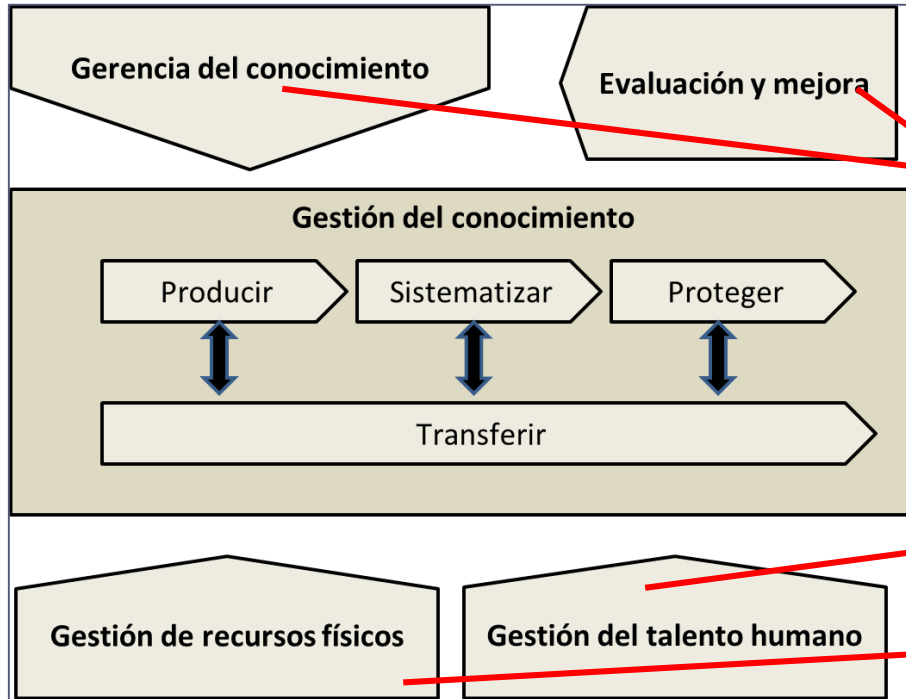 Gerencia del conocimiento
Evaluación y mejora
Gestión del conocimiento
Producir
Sistematizar
Proteger
Transferir
Gestión de recursos físicos
Gestión del talento humano